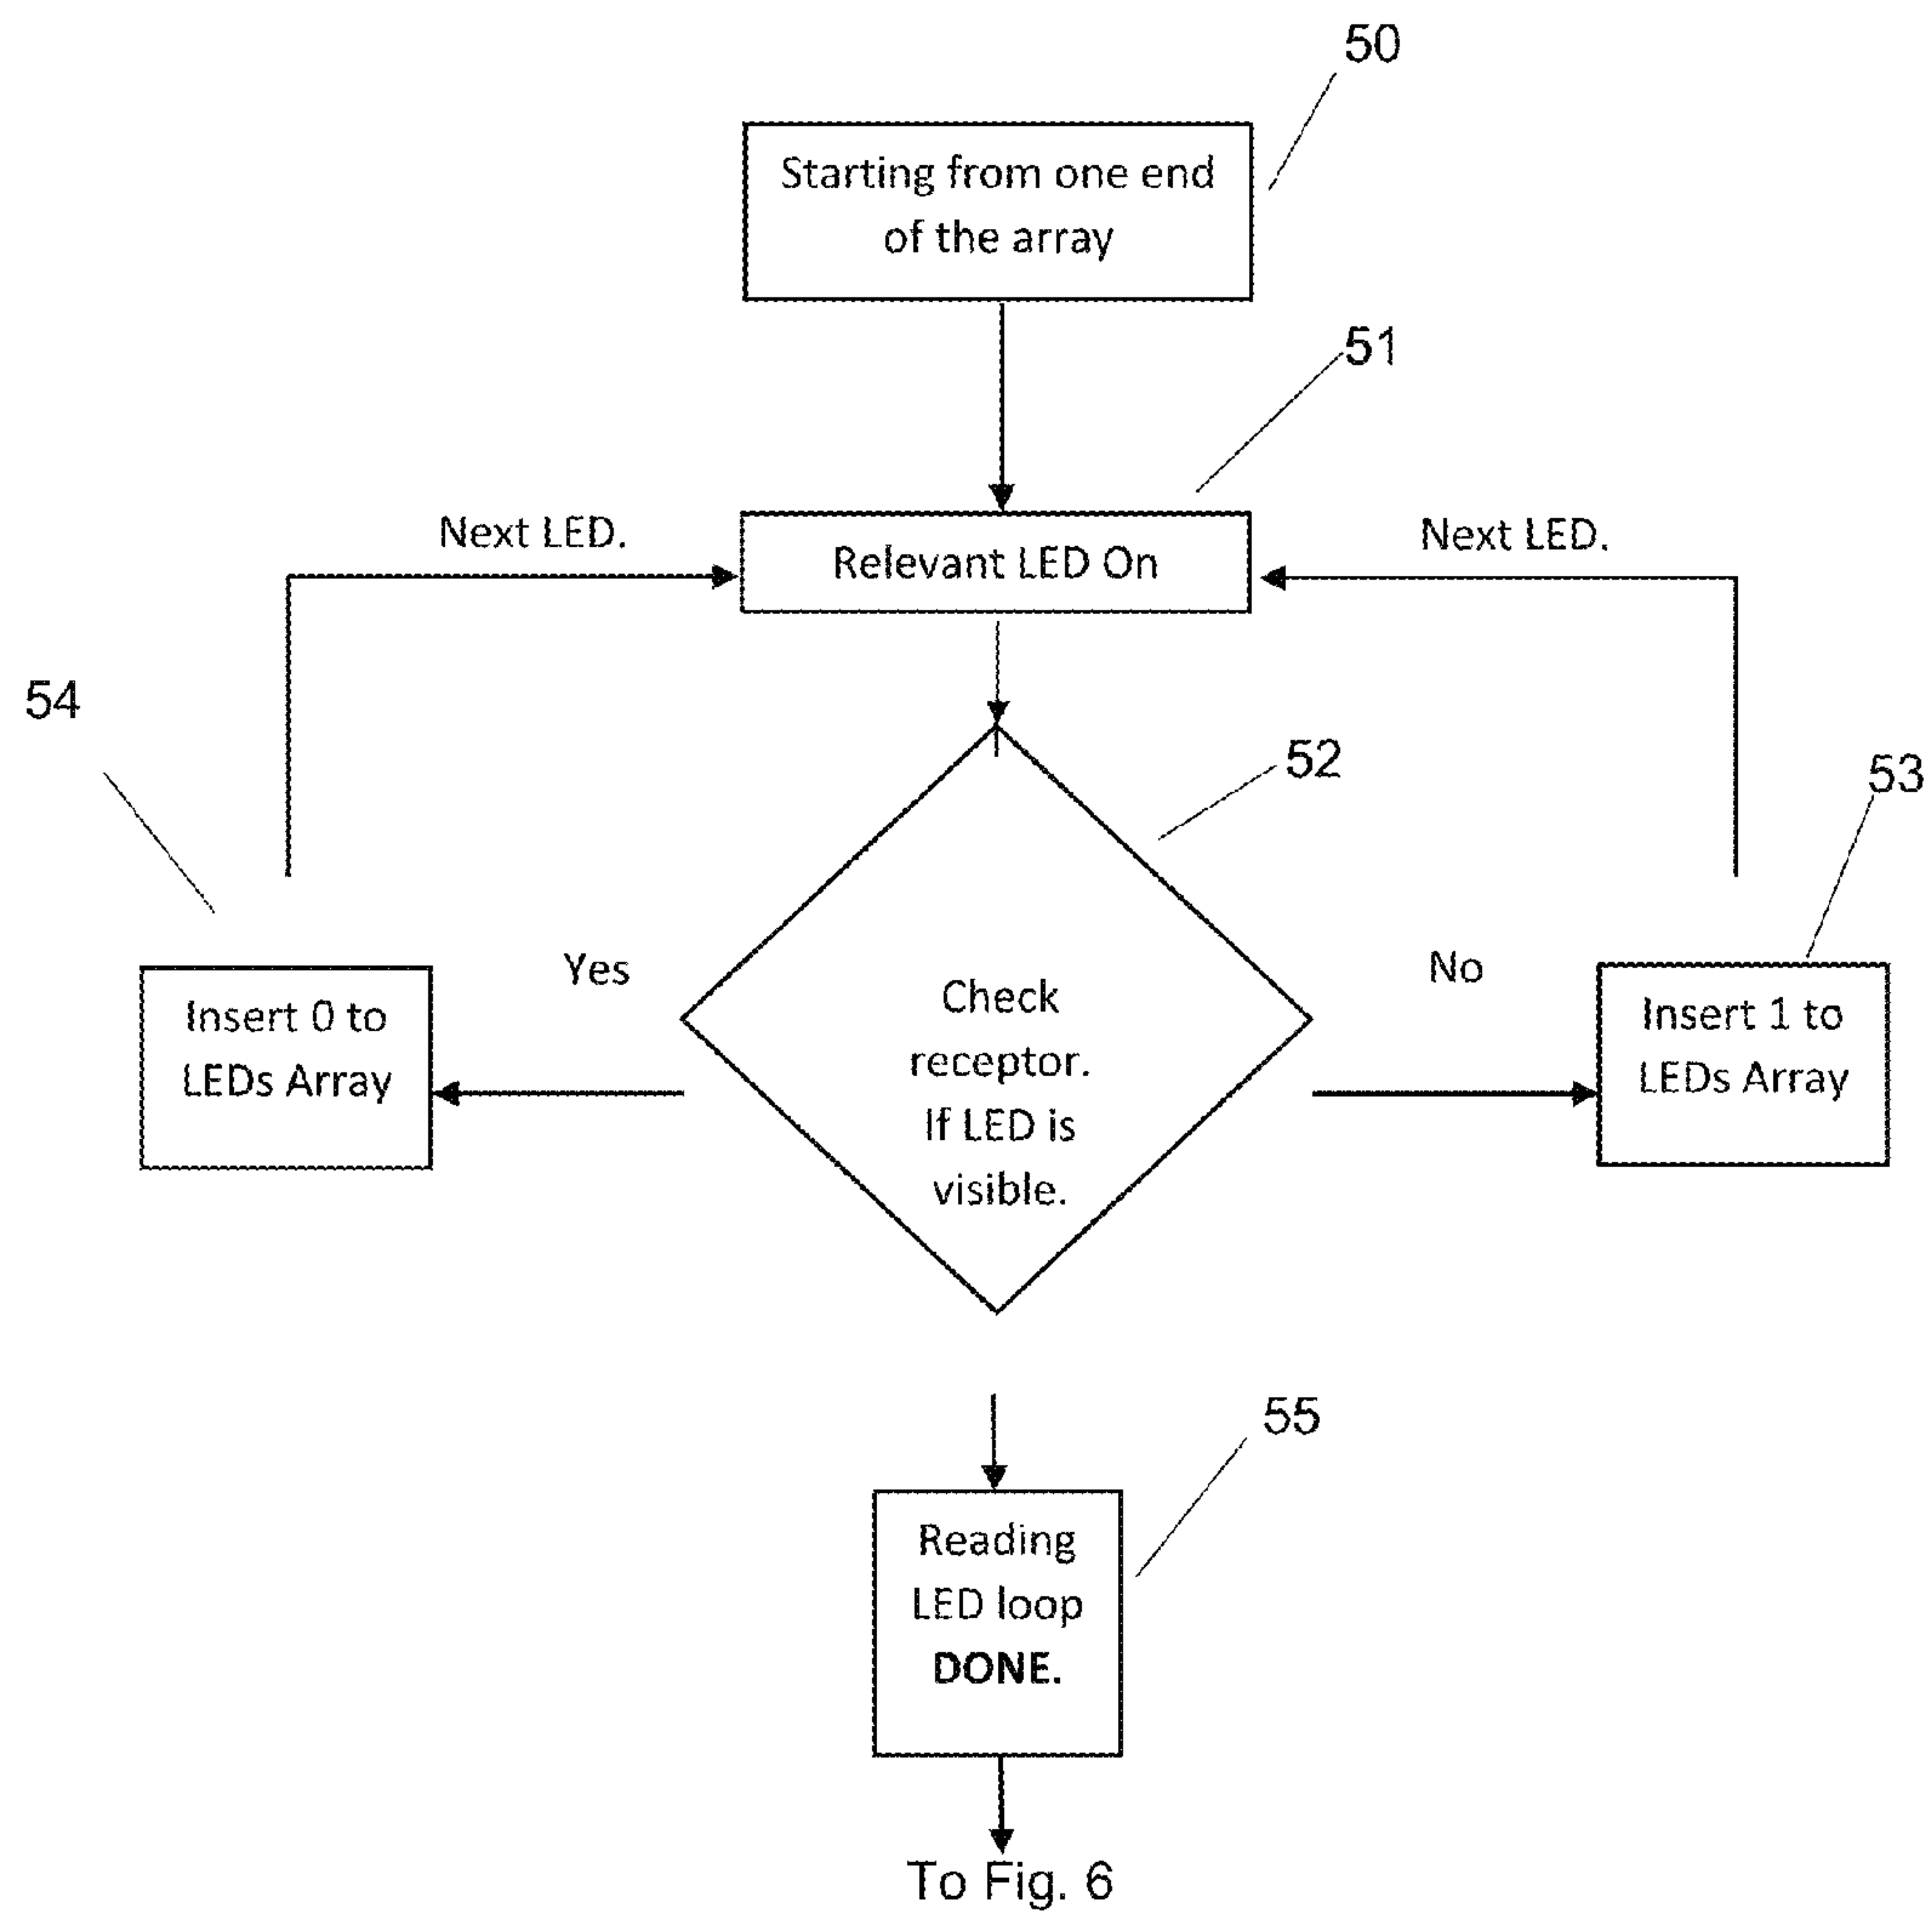 50
Starting from one end
of the array
51
Next LED.
Relevant LED On
Next LED.
54
52
53
Yes
No
Insert 0 to
LEDs Array
Check
receptor.
If LED is
visible.
Insert 1 to
LEDs Array
55
Reading
LED loop
DONE.
To Fig. 6